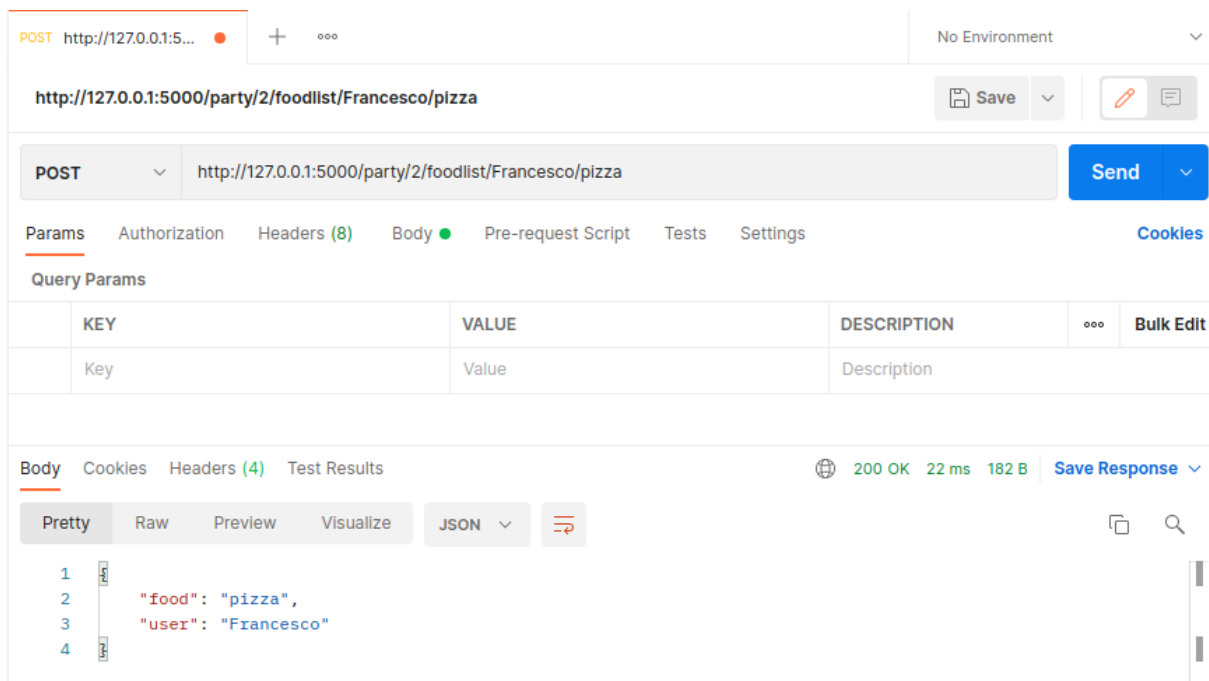 POST http://127.0.0.1:5... No Environment
http://127.0.0.1:5000/party/2/foodlist/Francesco/pizza Save
POST http://127.0.0.1:5000/party/2/foodlist/Francesco/pizza Send
Params Authorization Headers (8) Body Pre-request Script Tests Settings Cookies
Query Params
KEY VALUE DESCRIPTION Bulk Edit
Key Value Description
Body Cookies Headers (4) Test Results 200 OK 22 ms 182 B Save Response
Pretty Raw Preview Visualize JSON
1 {
2 "food": "pizza",
3 "user": "Francesco"
4 }